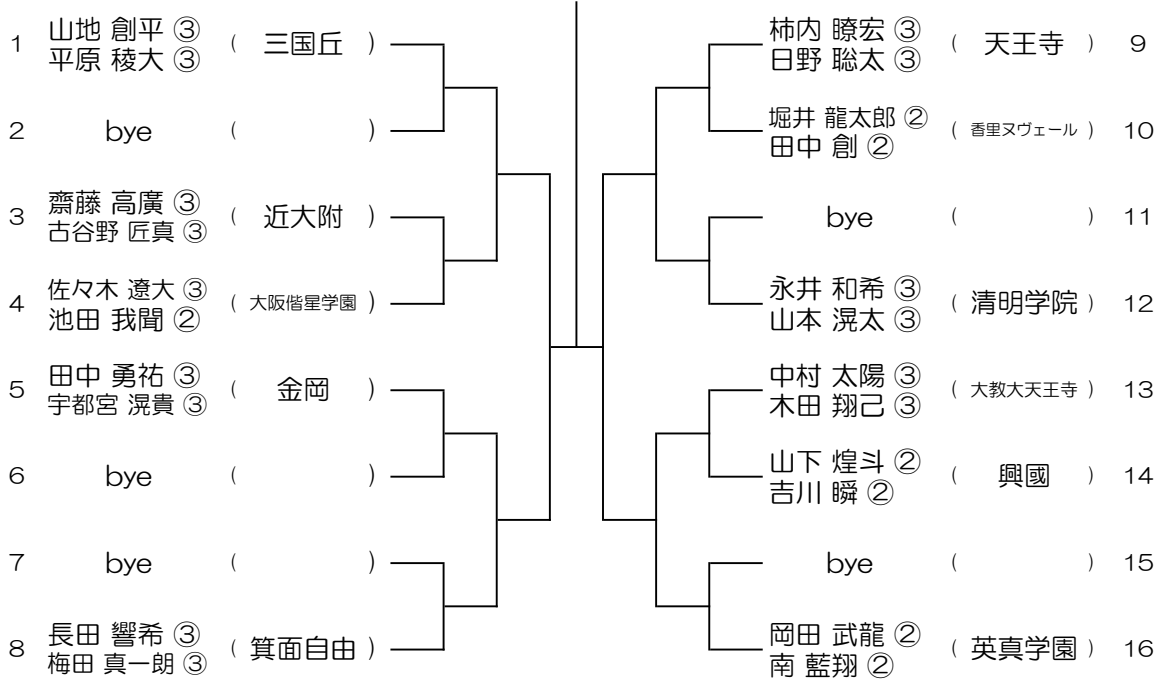 1 山地 創平 ③ ( 三国丘 )
平原 稜大 ③
2 bye ( )
3 齋藤 高廣 ③ ( 近大附 )
古谷野 匠真 ③
4 佐々木 遼大 ③ ( 大阪偕星学園 )
池田 我聞 ②
5 田中 勇祐 ③ ( 金岡 )
宇都宮 滉貴 ③
6 bye ( )
7 bye ( )
8 長田 響希 ③ ( 箕面自由 )
梅田 真一朗 ③
柿内 瞭宏 ③ ( 天王寺 ) 9
日野 聡太 ③
堀井 龍太郎 ② ( 香里ヌヴェール ) 10
田中 創 ②
bye ( ) 11
永井 和希 ③ ( 清明学院 ) 12
山本 滉太 ③
中村 太陽 ③ ( 大教大天王寺 ) 13
木田 翔己 ③
山下 煌斗 ② ( 興國 ) 14
吉川 瞬 ②
bye ( ) 15
岡田 武龍 ② ( 英真学園 ) 16
南 藍翔 ②